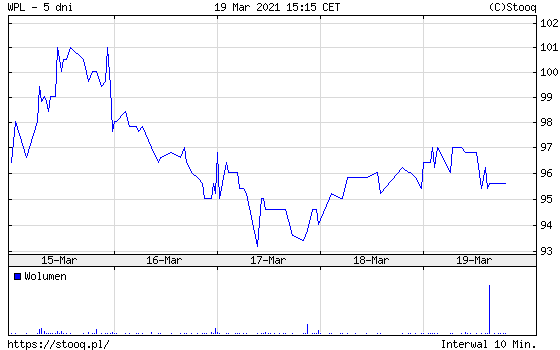 WPL - 5 dni 19 Mar 2021 15:15 CET (C)Stooq
102
101
100
99
98
97
96
95
94
93
15-Mar 16-Mar 17-Mar 18-Mar 19-Mar
Wolumen
https://stooq.pl/ Interwal 10 Min.